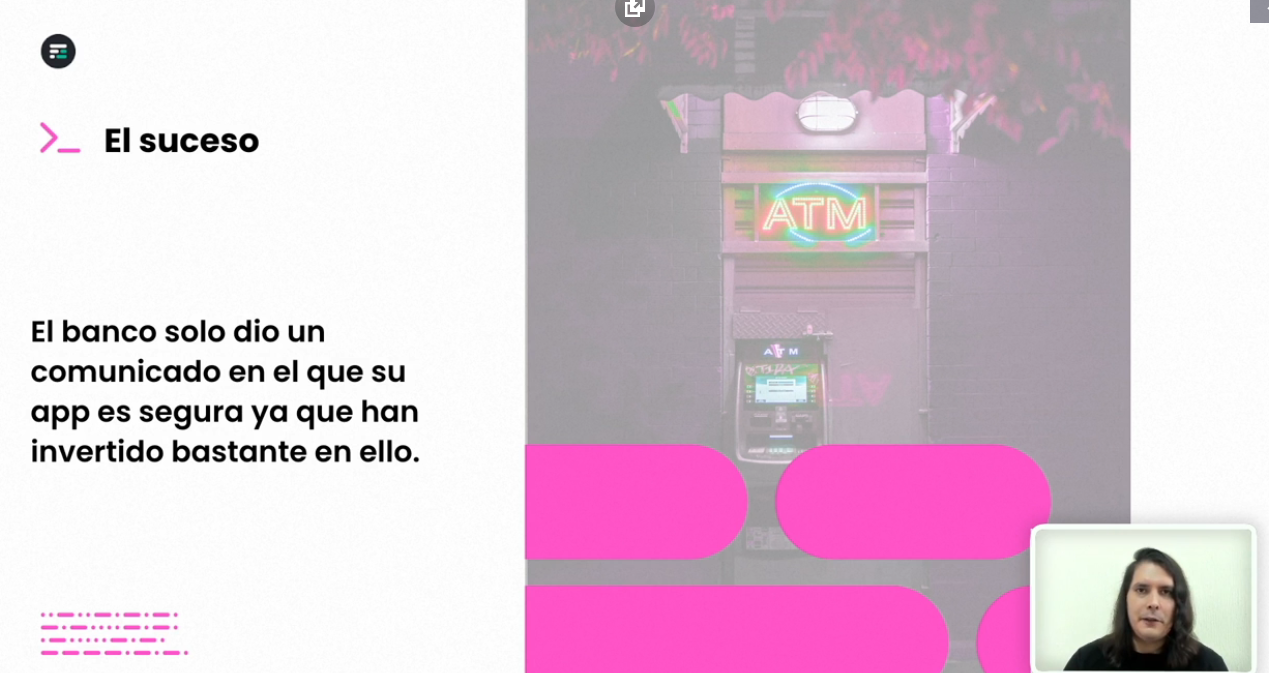 El suceso
El banco solo dio un
comunicado en el que su
app es segura ya que han
invertido bastante en ello.
ATM
ATM